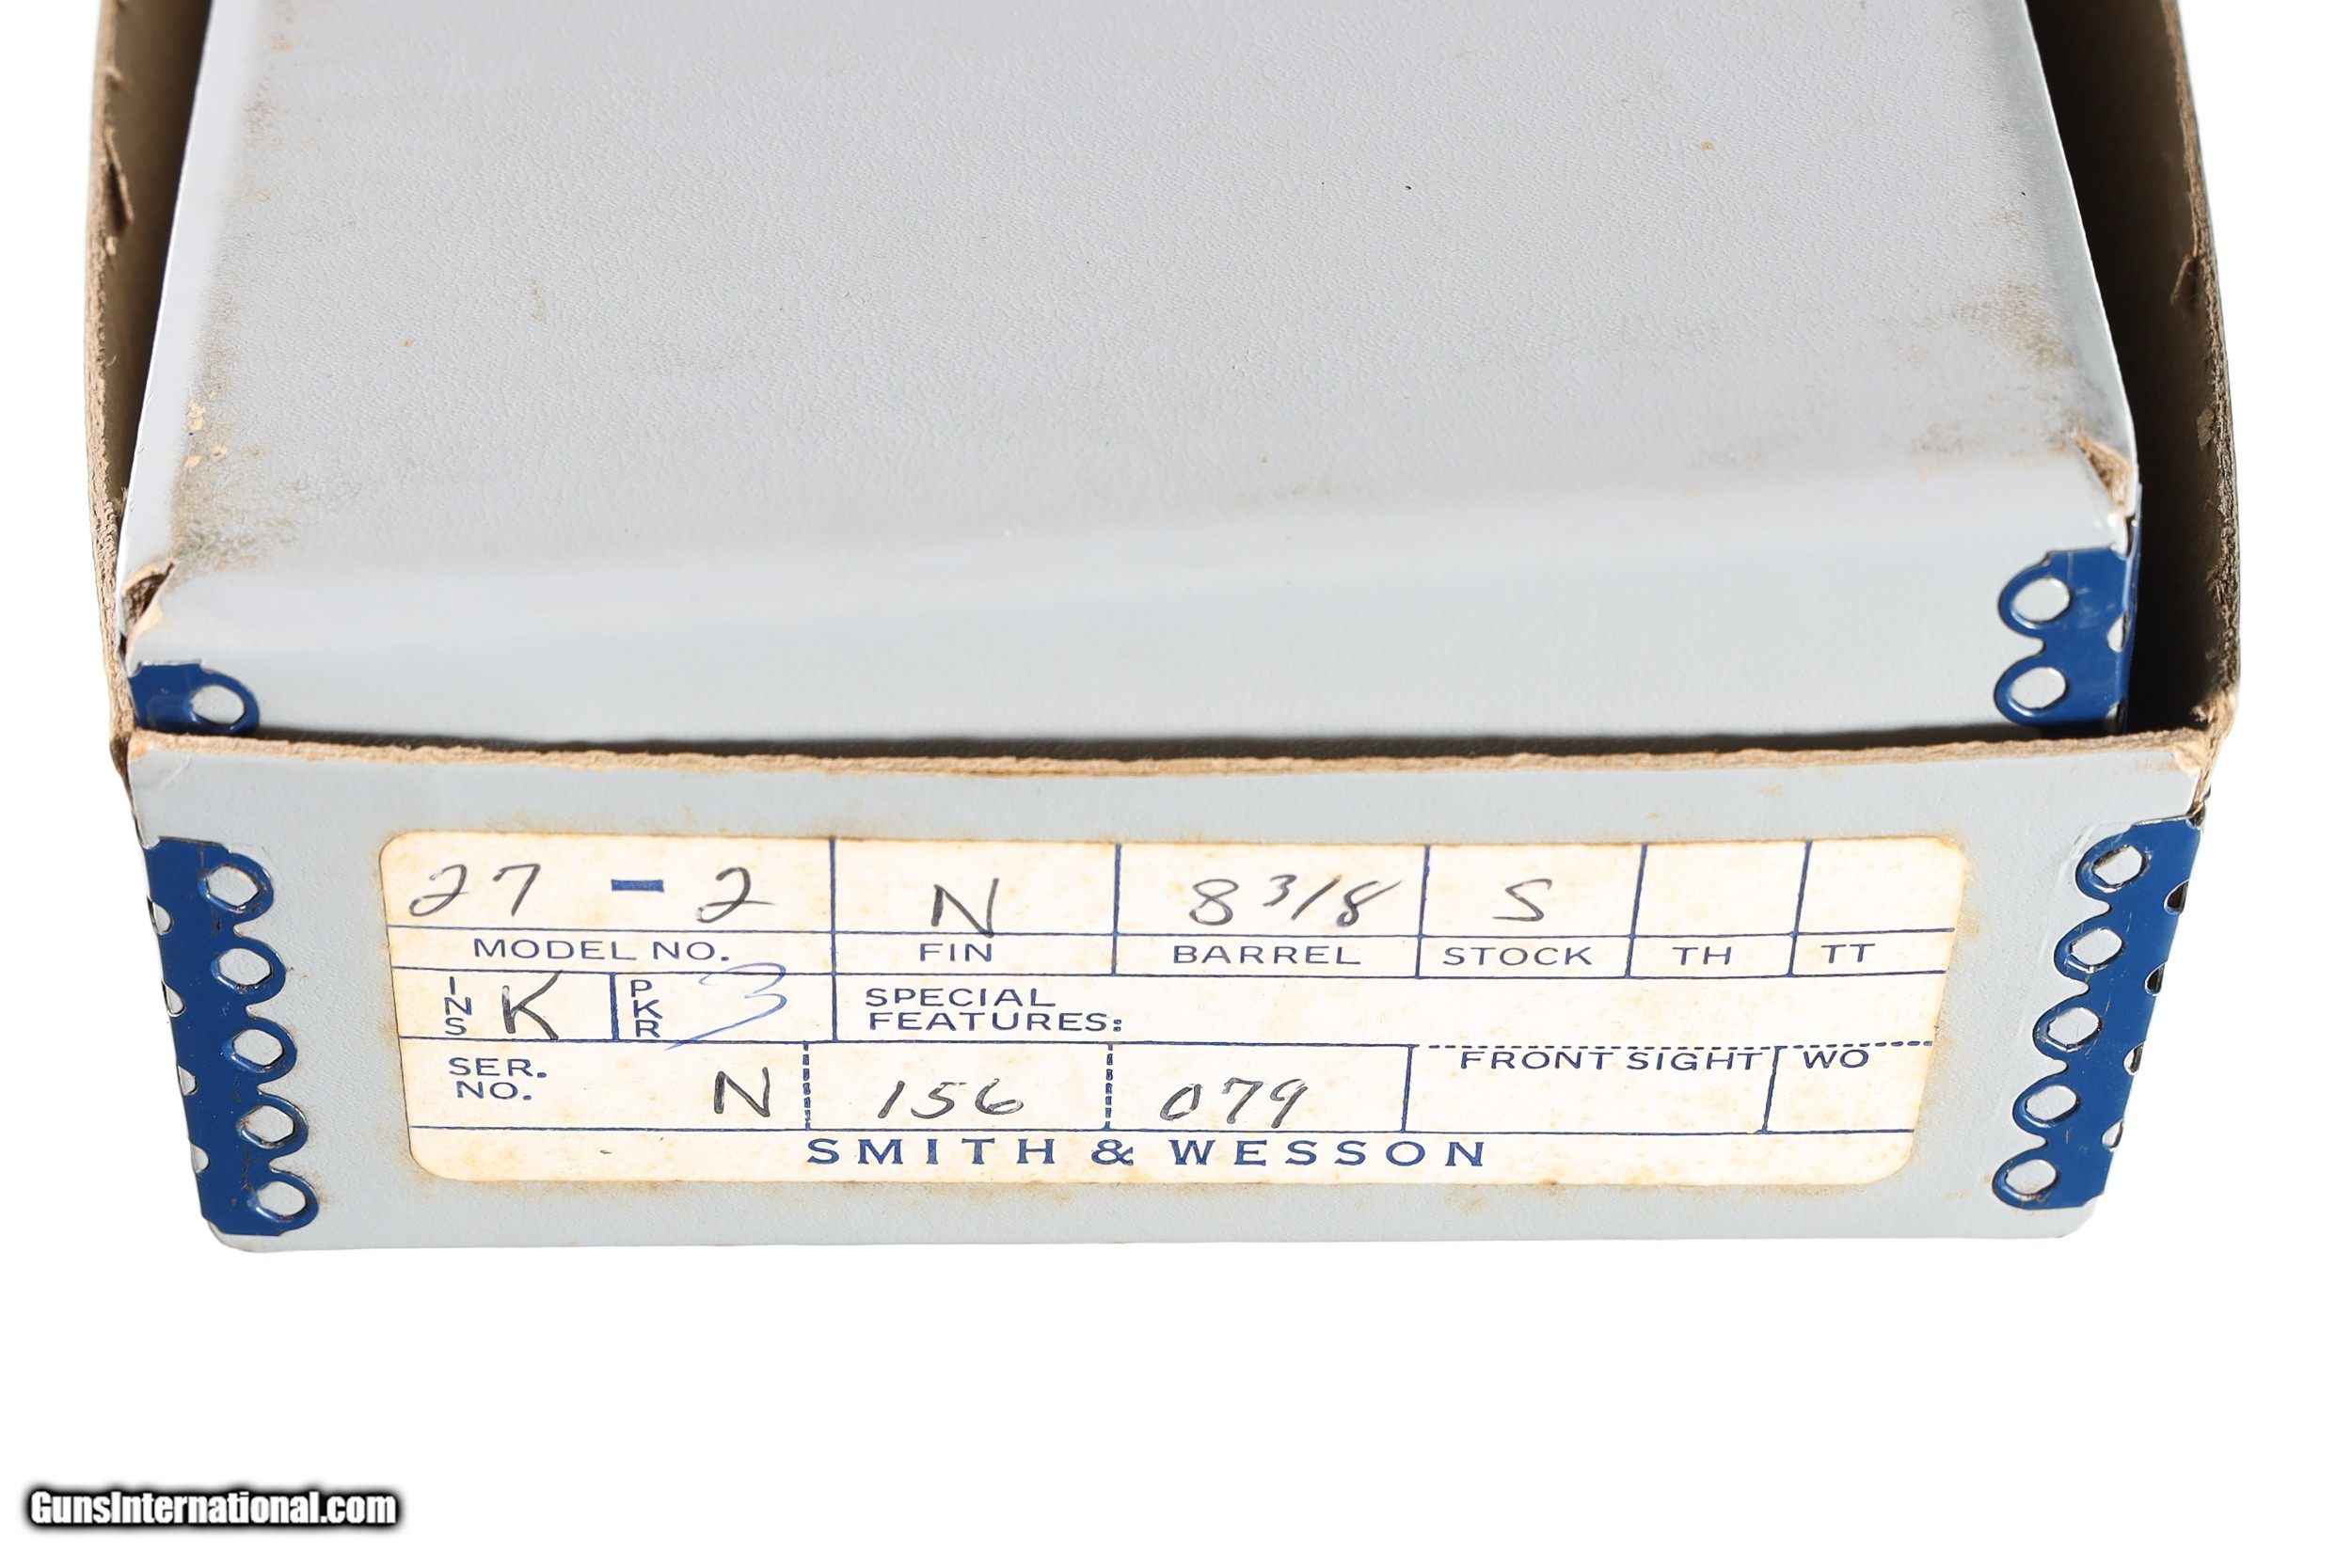 27 - 2 N 8 3/8 S
MODEL NO. FIN BARREL STOCK TH TT
INS K PKR 3 SPECIAL
FEATURES:
SER.
NO. N 156 079 FRONT SIGHT WO
SMITH & WESSON
GunsInternational.com